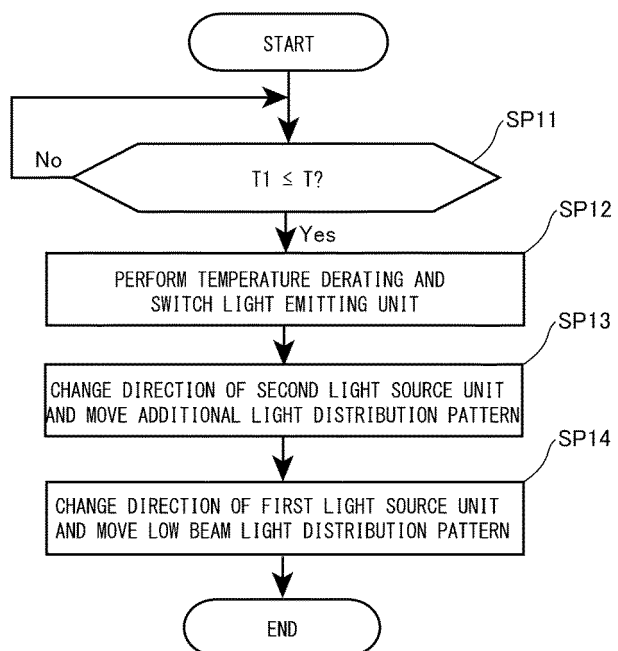 START
SP11
No
T1 ≤ T?
Yes
SP12
PERFORM TEMPERATURE DERATING AND
SWITCH LIGHT EMITTING UNIT
SP13
CHANGE DIRECTION OF SECOND LIGHT SOURCE UNIT
AND MOVE ADDITIONAL LIGHT DISTRIBUTION PATTERN
SP14
CHANGE DIRECTION OF FIRST LIGHT SOURCE UNIT
AND MOVE LOW BEAM LIGHT DISTRIBUTION PATTERN
END